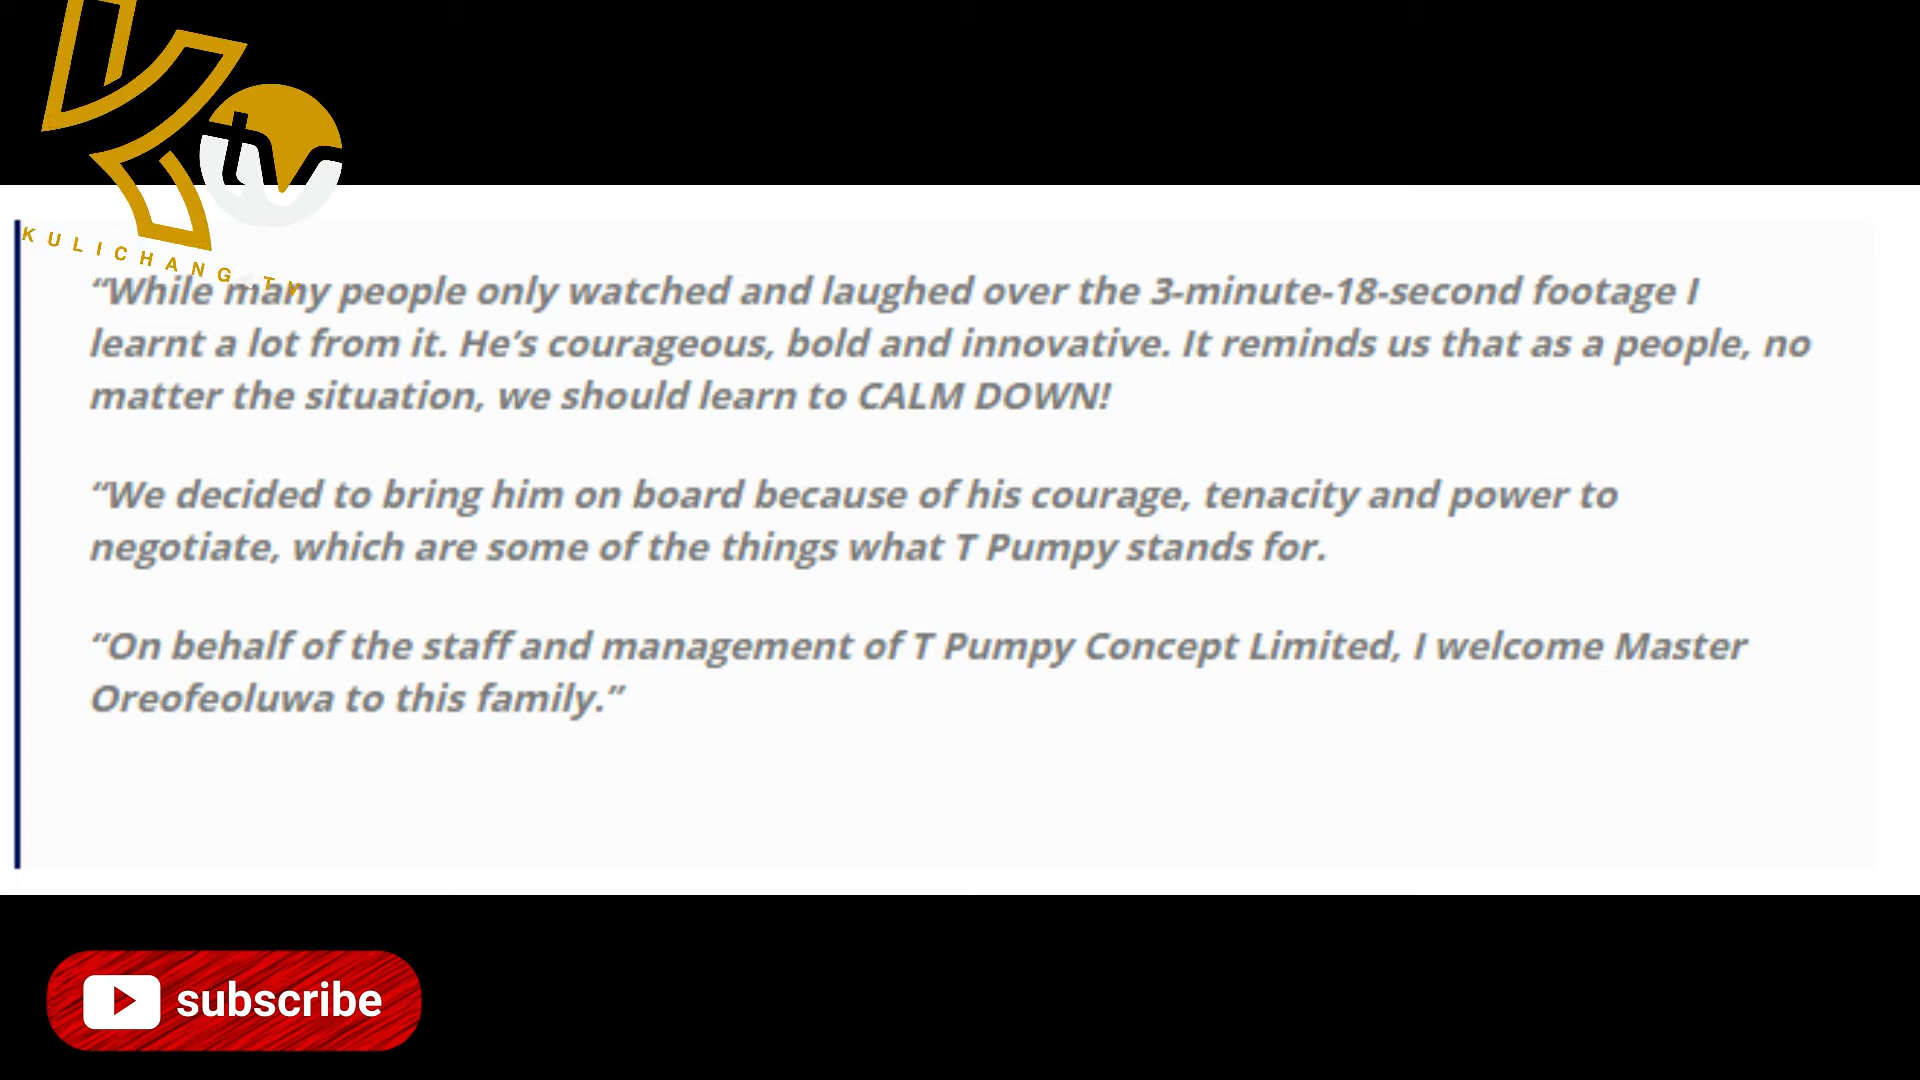 tv
KULICHANG TV
“While many people only watched and laughed over the 3-minute-18-second footage I
learnt a lot from it. He’s courageous, bold and innovative. It reminds us that as a people, no
matter the situation, we should learn to CALM DOWN!
“We decided to bring him on board because of his courage, tenacity and power to
negotiate, which are some of the things what T Pumpy stands for.
“On behalf of the staff and management of T Pumpy Concept Limited, I welcome Master
Oreofeoluwa to this family.”
subscribe